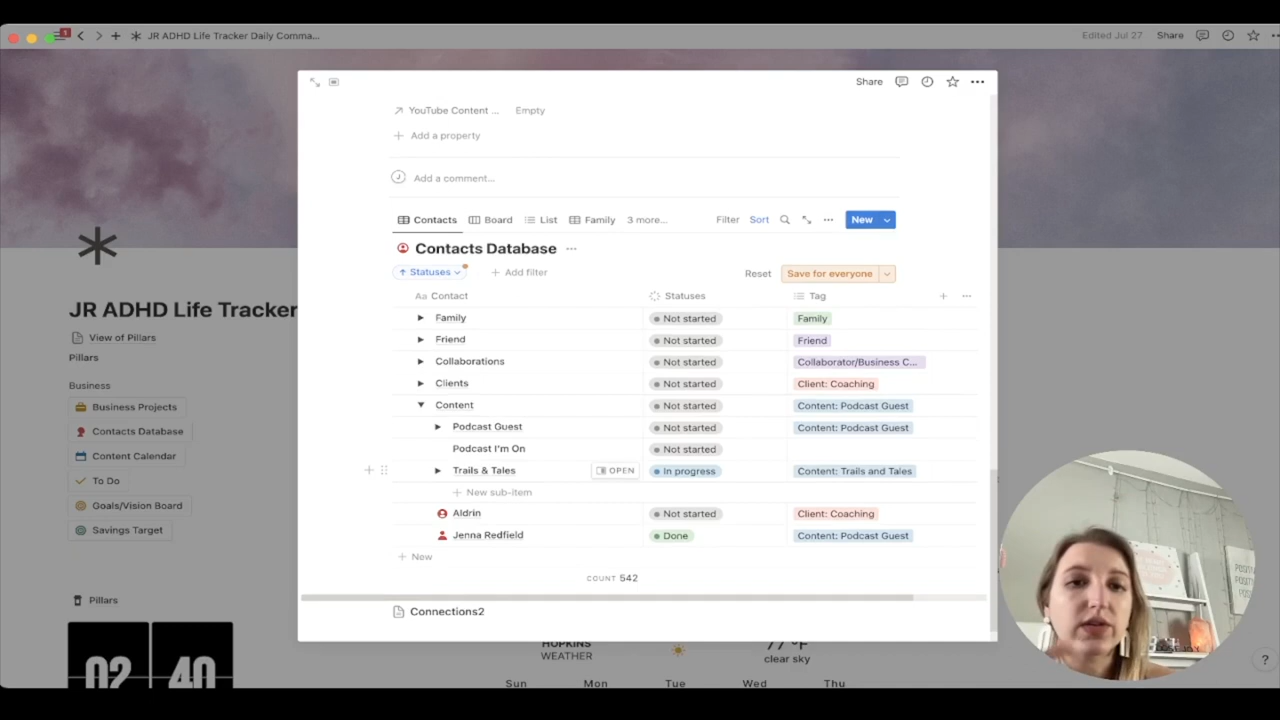 1
JR ADHD Life Tracker Daily Comma...
Edited Jul 27 Share
Share
YouTube Content ... Empty
Add a property
J Add a comment...
Contacts Board List Family 3 more... Filter Sort New
Contacts Database
Statuses Add filter Reset Save for everyone
Aa Contact Statuses Tag
Family Not started Family
Friend Not started Friend
Collaborations Not started Collaborator/Business C...
Clients Not started Client: Coaching
Content Not started Content: Podcast Guest
Podcast Guest Not started Content: Podcast Guest
Podcast I'm On Not started
Trails & Tales OPEN In progress Content: Trails and Tales
New sub-item
Aldrin Not started Client: Coaching
Jenna Redfield Done Content: Podcast Guest
New
COUNT 542
Connections2
JR ADHD Life Tracker
View of Pillars
Pillars
Business
Business Projects
Contacts Database
Content Calendar
To Do
Goals/Vision Board
Savings Target
Pillars
02 40
HOPKINS
WEATHER
77 °F
clear sky
Sun Mon Tue Wed Thu
?